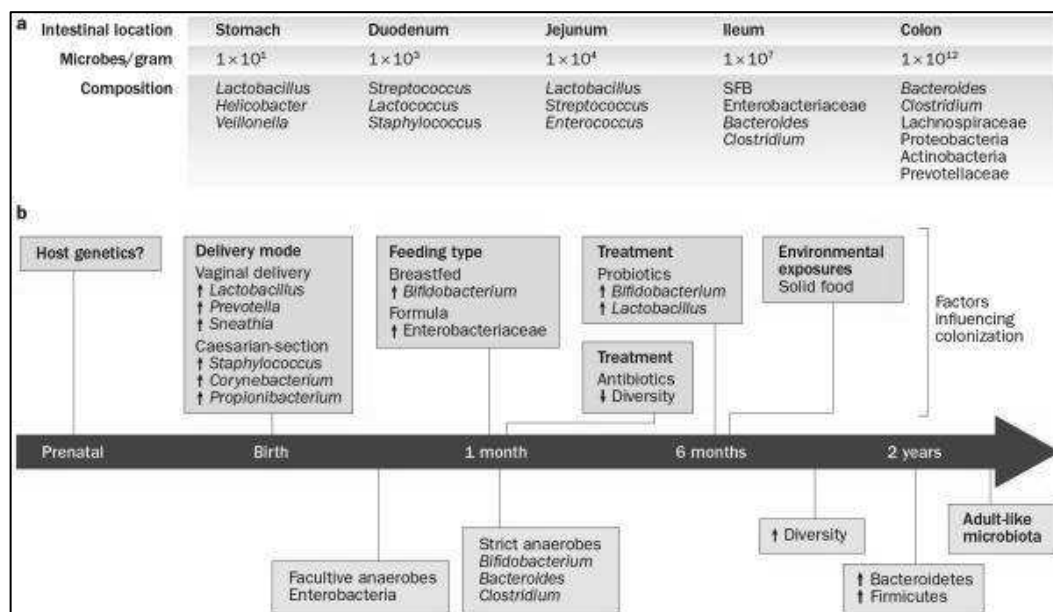 a
Intestinal location Stomach Duodenum Jejunum Ileum Colon
Microbes/gram 1 × 10¹ 1 × 10³ 1 × 10⁴ 1 × 10⁷ 1 × 10¹²
Composition Lactobacillus Streptococcus Lactobacillus SFB Bacteroides
Helicobacter Lactococcus Streptococcus Enterobacteriaceae Clostridium
Veillonella Staphylococcus Enterococcus Bacteroides Lachnospiraceae
Clostridium Proteobacteria
Actinobacteria
Prevotellaceae
b
Host genetics?
Delivery mode
Vaginal delivery
↑ Lactobacillus
↑ Prevotella
↑ Sneathia
Caesarian-section
↑ Staphylococcus
↑ Corynebacterium
↑ Propionibacterium
Feeding type
Breastfed
↑ Bifidobacterium
Formula
↑ Enterobacteriaceae
Treatment
Probiotics
↑ Bifidobacterium
↑ Lactobacillus
Treatment
Antibiotics
↓ Diversity
Environmental
exposures
Solid food
Factors
influencing
colonization
Prenatal Birth 1 month 6 months 2 years
Facultive anaerobes
Enterobacteria
Strict anaerobes
Bifidobacterium
Bacteroides
Clostridium
↑ Diversity
↑ Bacteroidetes
↑ Firmicutes
Adult-like
microbiota